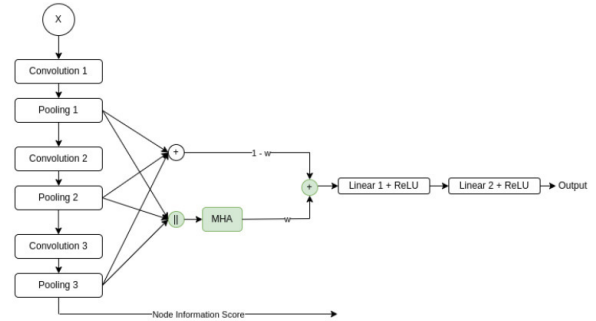 X
Convolution 1
Pooling 1
Convolution 2
Pooling 2
Convolution 3
Pooling 3
+
1 - w
||
MHA
w
+
Linear 1 + ReLU
Linear 2 + ReLU
Output
Node Information Score